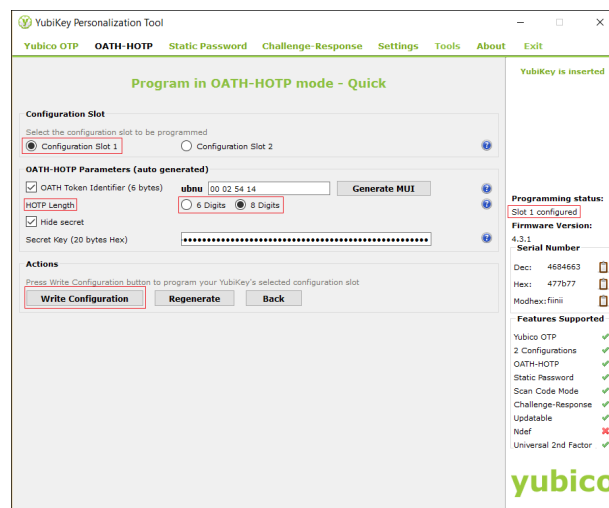 YubiKey Personalization Tool
Yubico OTP OATH-HOTP Static Password Challenge-Response Settings Tools About Exit
Program in OATH-HOTP mode - Quick
YubiKey is inserted
Configuration Slot
Select the configuration slot to be programmed
Configuration Slot 1 Configuration Slot 2
OATH-HOTP Parameters (auto generated)
OATH Token Identifier (6 bytes) ubnu 00 02 54 14 Generate MUI
HOTP Length 6 Digits 8 Digits
Hide secret
Secret Key (20 bytes Hex)
Actions
Press Write Configuration button to program your YubiKey's selected configuration slot
Write Configuration Regenerate Back
Programming status:
Slot 1 configured
Firmware Version:
4.3.1
Serial Number
Dec: 4684663
Hex: 477b77
Modhex: fiinii
Features Supported
Yubico OTP
2 Configurations
OATH-HOTP
Static Password
Scan Code Mode
Challenge-Response
Updatable
Ndef
Universal 2nd Factor
yubico